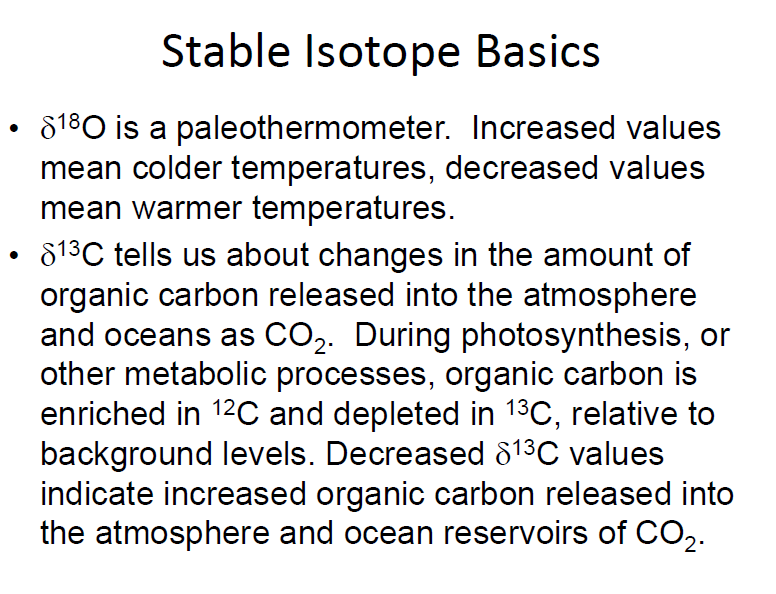 Stable Isotope Basics
• δ¹⁸O is a paleothermometer.  Increased values
mean colder temperatures, decreased values
mean warmer temperatures.
• δ¹³C tells us about changes in the amount of
organic carbon released into the atmosphere
and oceans as CO₂.  During photosynthesis, or
other metabolic processes, organic carbon is
enriched in ¹²C and depleted in ¹³C, relative to
background levels. Decreased δ¹³C values
indicate increased organic carbon released into
the atmosphere and ocean reservoirs of CO₂.